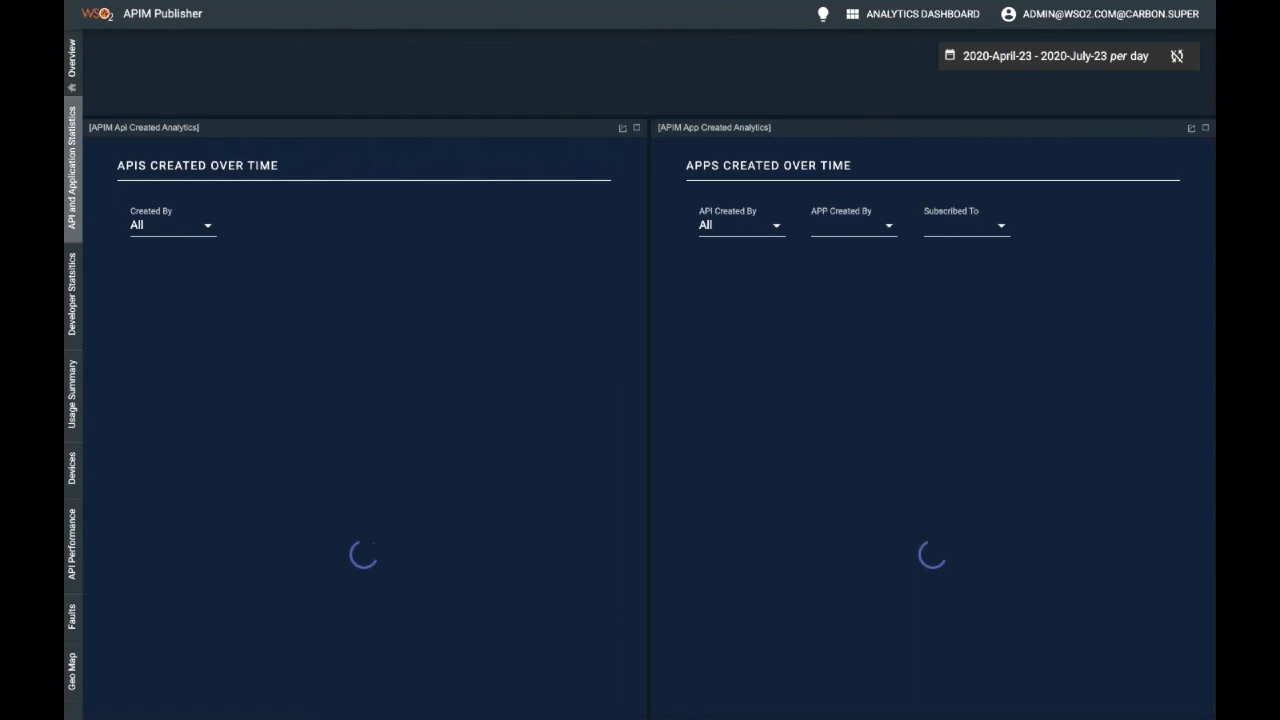 WSO2 APIM Publisher
ANALYTICS DASHBOARD
ADMIN@WSO2.COM@CARBON.SUPER
2020-April-23 - 2020-July-23 per day
Overview
API and Application Statistics
Developer Statsitics
Usage Summary
Devices
API Performance
Faults
Geo Map
[APIM Api Created Analytics]
APIS CREATED OVER TIME
Created By
All
[APIM App Created Analytics]
APPS CREATED OVER TIME
API Created By
All
APP Created By
Subscribed To